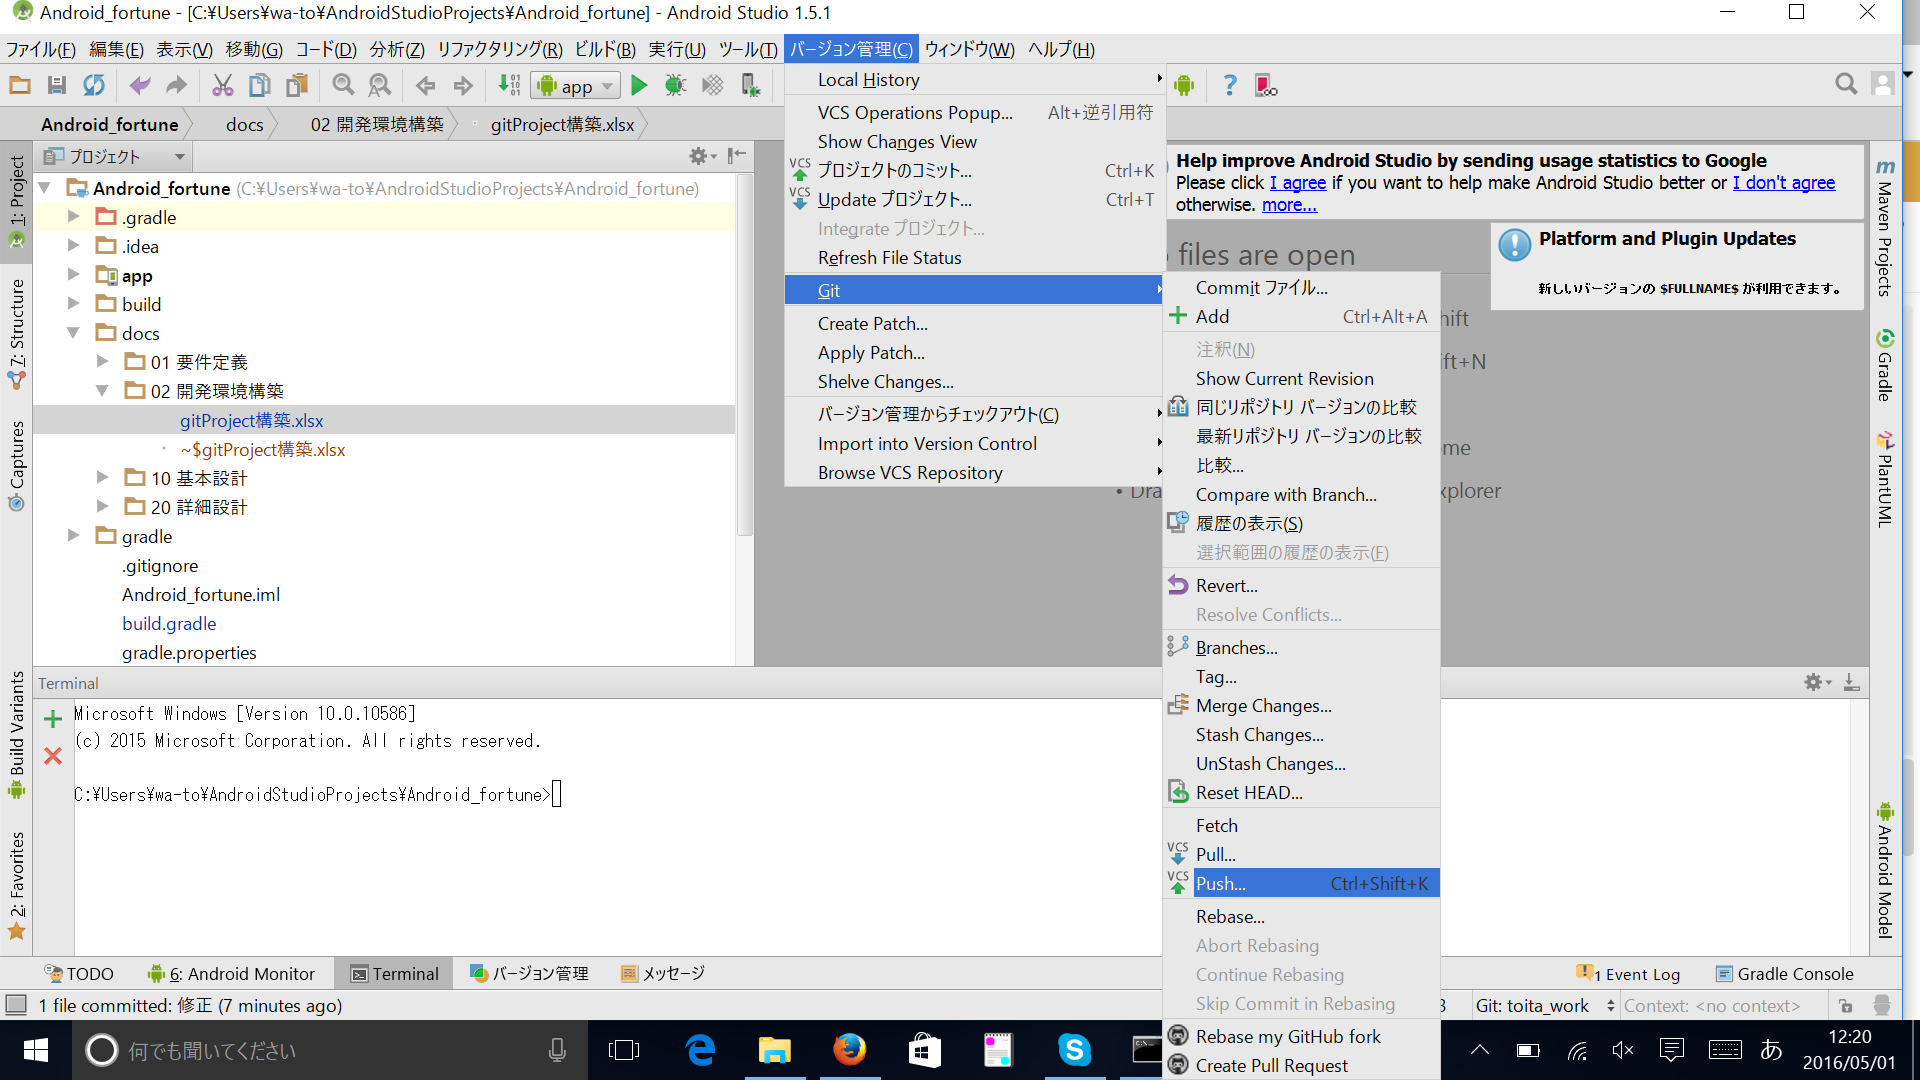 Android_fortune - [C:¥Users¥wa-to¥AndroidStudioProjects¥Android_fortune] - Android Studio 1.5.1
ファイル(F) 編集(E) 表示(V) 移動(G) コード(D) 分析(Z) リファクタリング(R) ビルド(B) 実行(U) ツール(T) バージョン管理(C) ウィンドウ(W) ヘルプ(H)
app
Android_fortune docs 02 開発環境構築 gitProject構築.xlsx
プロジェクト
Android_fortune (C:¥Users¥wa-to¥AndroidStudioProjects¥Android_fortune)
.gradle
.idea
app
build
docs
01 要件定義
02 開発環境構築
gitProject構築.xlsx
~$gitProject構築.xlsx
10 基本設計
20 詳細設計
gradle
.gitignore
Android_fortune.iml
build.gradle
gradle.properties
1: Project
7: Structure
Captures
Build Variants
2: Favorites
Local History
VCS Operations Popup... Alt+逆引用符
Show Changes View
VCS プロジェクトのコミット... Ctrl+K
VCS Update プロジェクト... Ctrl+T
Integrate プロジェクト...
Refresh File Status
Git
Create Patch...
Apply Patch...
Shelve Changes...
バージョン管理からチェックアウト(C)
Import into Version Control
Browse VCS Repository
Commit ファイル...
Add Ctrl+Alt+A
注釈(N)
Show Current Revision
同じリポジトリ バージョンの比較
最新リポジトリ バージョンの比較
比較...
Compare with Branch...
履歴の表示(S)
選択範囲の履歴の表示(F)
Revert...
Resolve Conflicts...
Branches...
Tag...
Merge Changes...
Stash Changes...
UnStash Changes...
Reset HEAD...
Fetch
VCS Pull...
VCS Push... Ctrl+Shift+K
Rebase...
Abort Rebasing
Continue Rebasing
Skip Commit in Rebasing
Rebase my GitHub fork
Create Pull Request
Help improve Android Studio by sending usage statistics to Google
Please click I agree if you want to help make Android Studio better or I don't agree
otherwise. more...
files are open
Platform and Plugin Updates
新しいバージョンの $FULLNAME$ が利用できます。
hift
ift+N
ome
• Dra
xplorer
Maven Projects
Gradle
PlantUML
Android Model
Terminal
Microsoft Windows [Version 10.0.10586]
(c) 2015 Microsoft Corporation. All rights reserved.
C:¥Users¥wa-to¥AndroidStudioProjects¥Android_fortune>
TODO 6: Android Monitor Terminal バージョン管理 メッセージ 1 Event Log Gradle Console
1 file committed: 修正 (7 minutes ago) 3 Git: toita_work Context: <no context>
何でも聞いてください
あ 12:20
2016/05/01